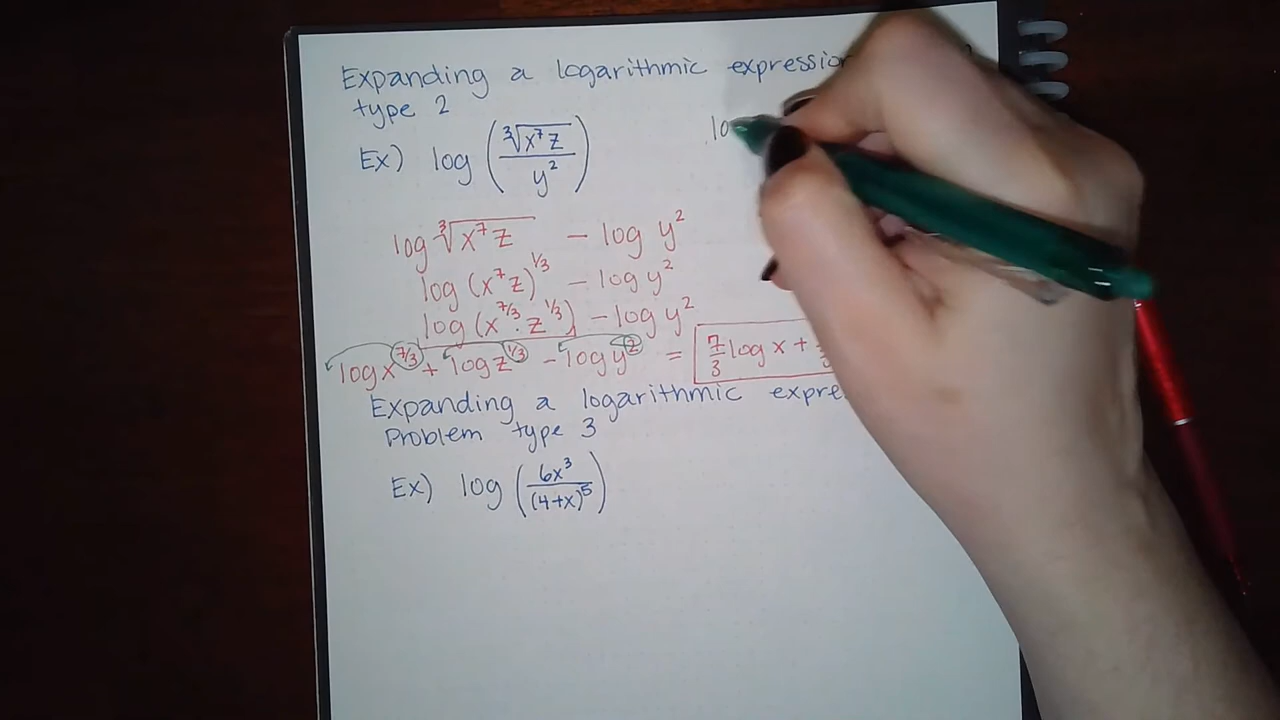 Expanding a logarithmic expression
type 2
Ex) log (∛(x⁷z) / y²)
lo
log ∛(x⁷z) − log y²
log (x⁷z)^1/3 − log y²
log (x^7/3 · z^1/3) − log y²
log x^7/3 + log z^1/3 − log y² = 7/3 log x +
Expanding a logarithmic
Problem type 3
Ex) log (6x³ / (4+x)⁵)